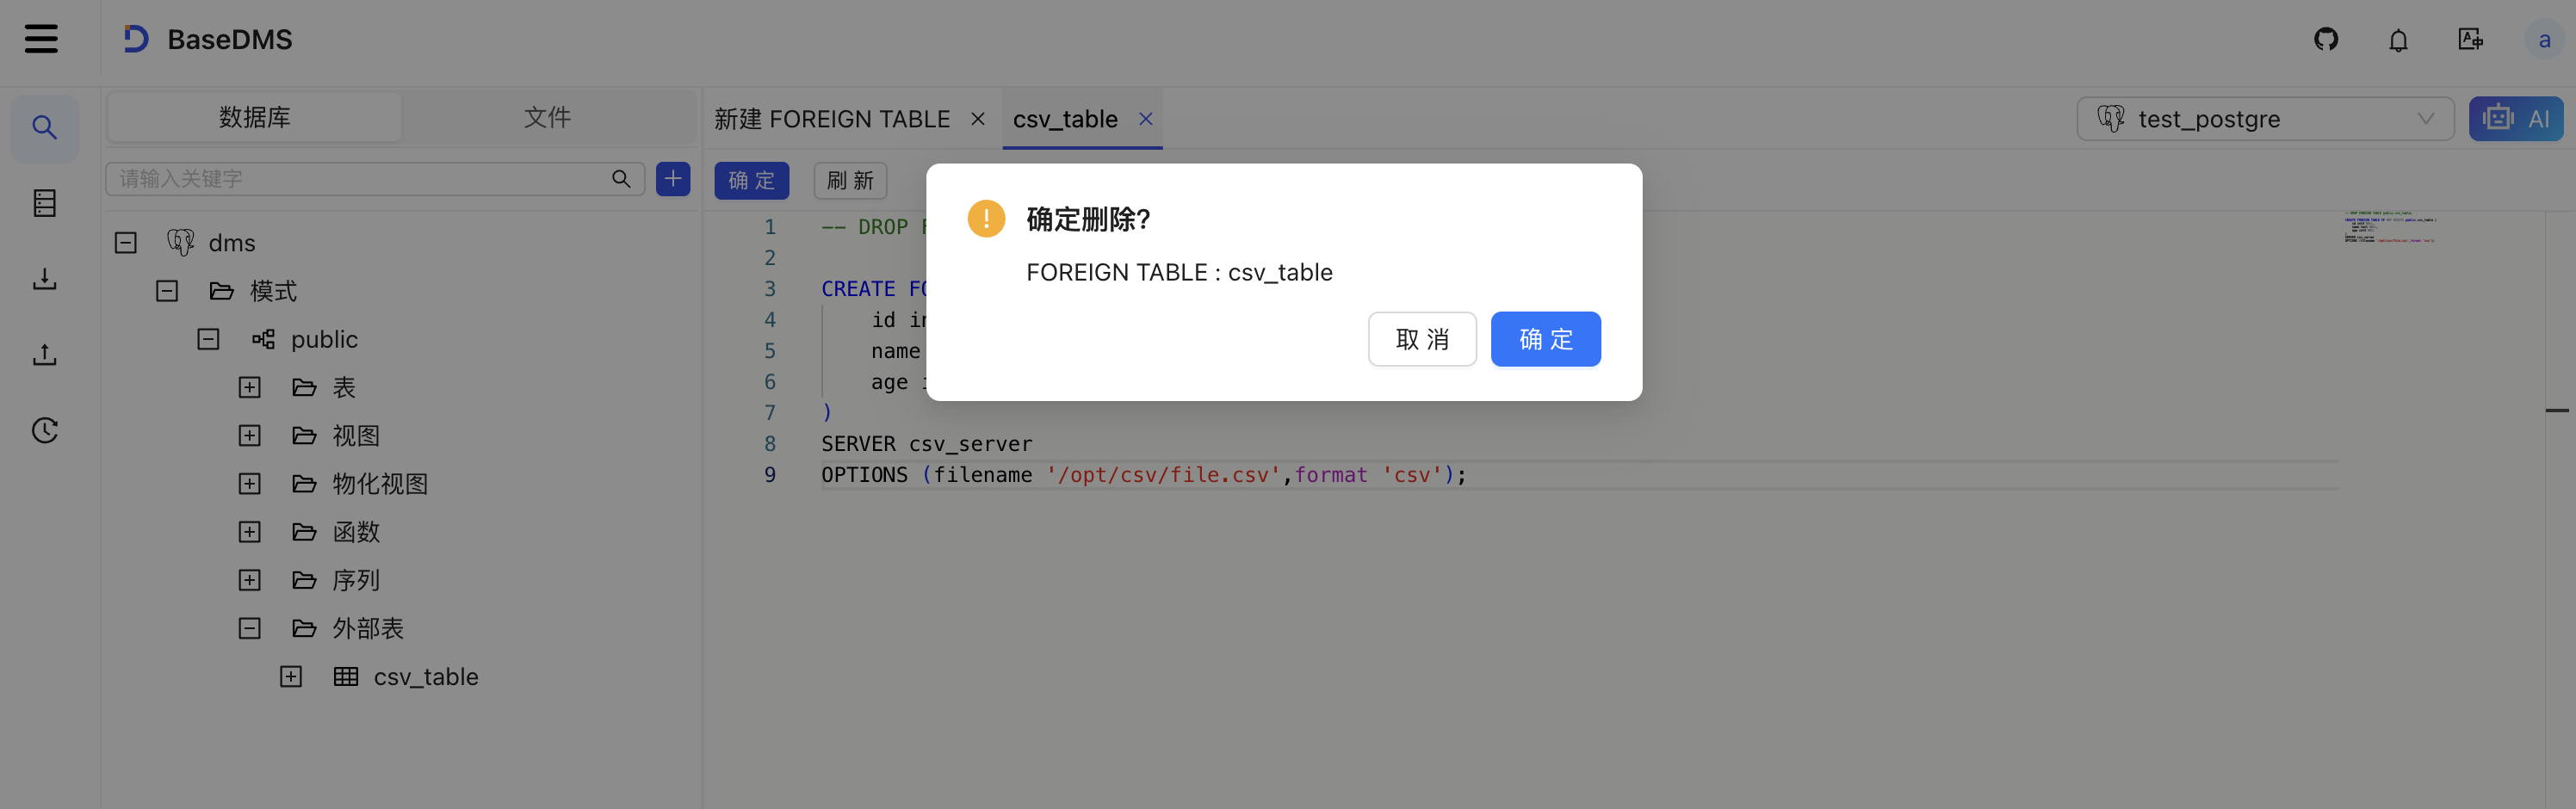 BaseDMS
a
数据库
文件
新建 FOREIGN TABLE
csv_table
test_postgre
AI
请输入关键字
确定
刷新
dms
模式
public
表
视图
物化视图
函数
序列
外部表
csv_table
1 -- DROP
2
3 CREATE
4 id
5 name
6 age
7 )
8 SERVER csv_server
9 OPTIONS (filename '/opt/csv/file.csv',format 'csv');
确定删除?
FOREIGN TABLE : csv_table
取消
确定